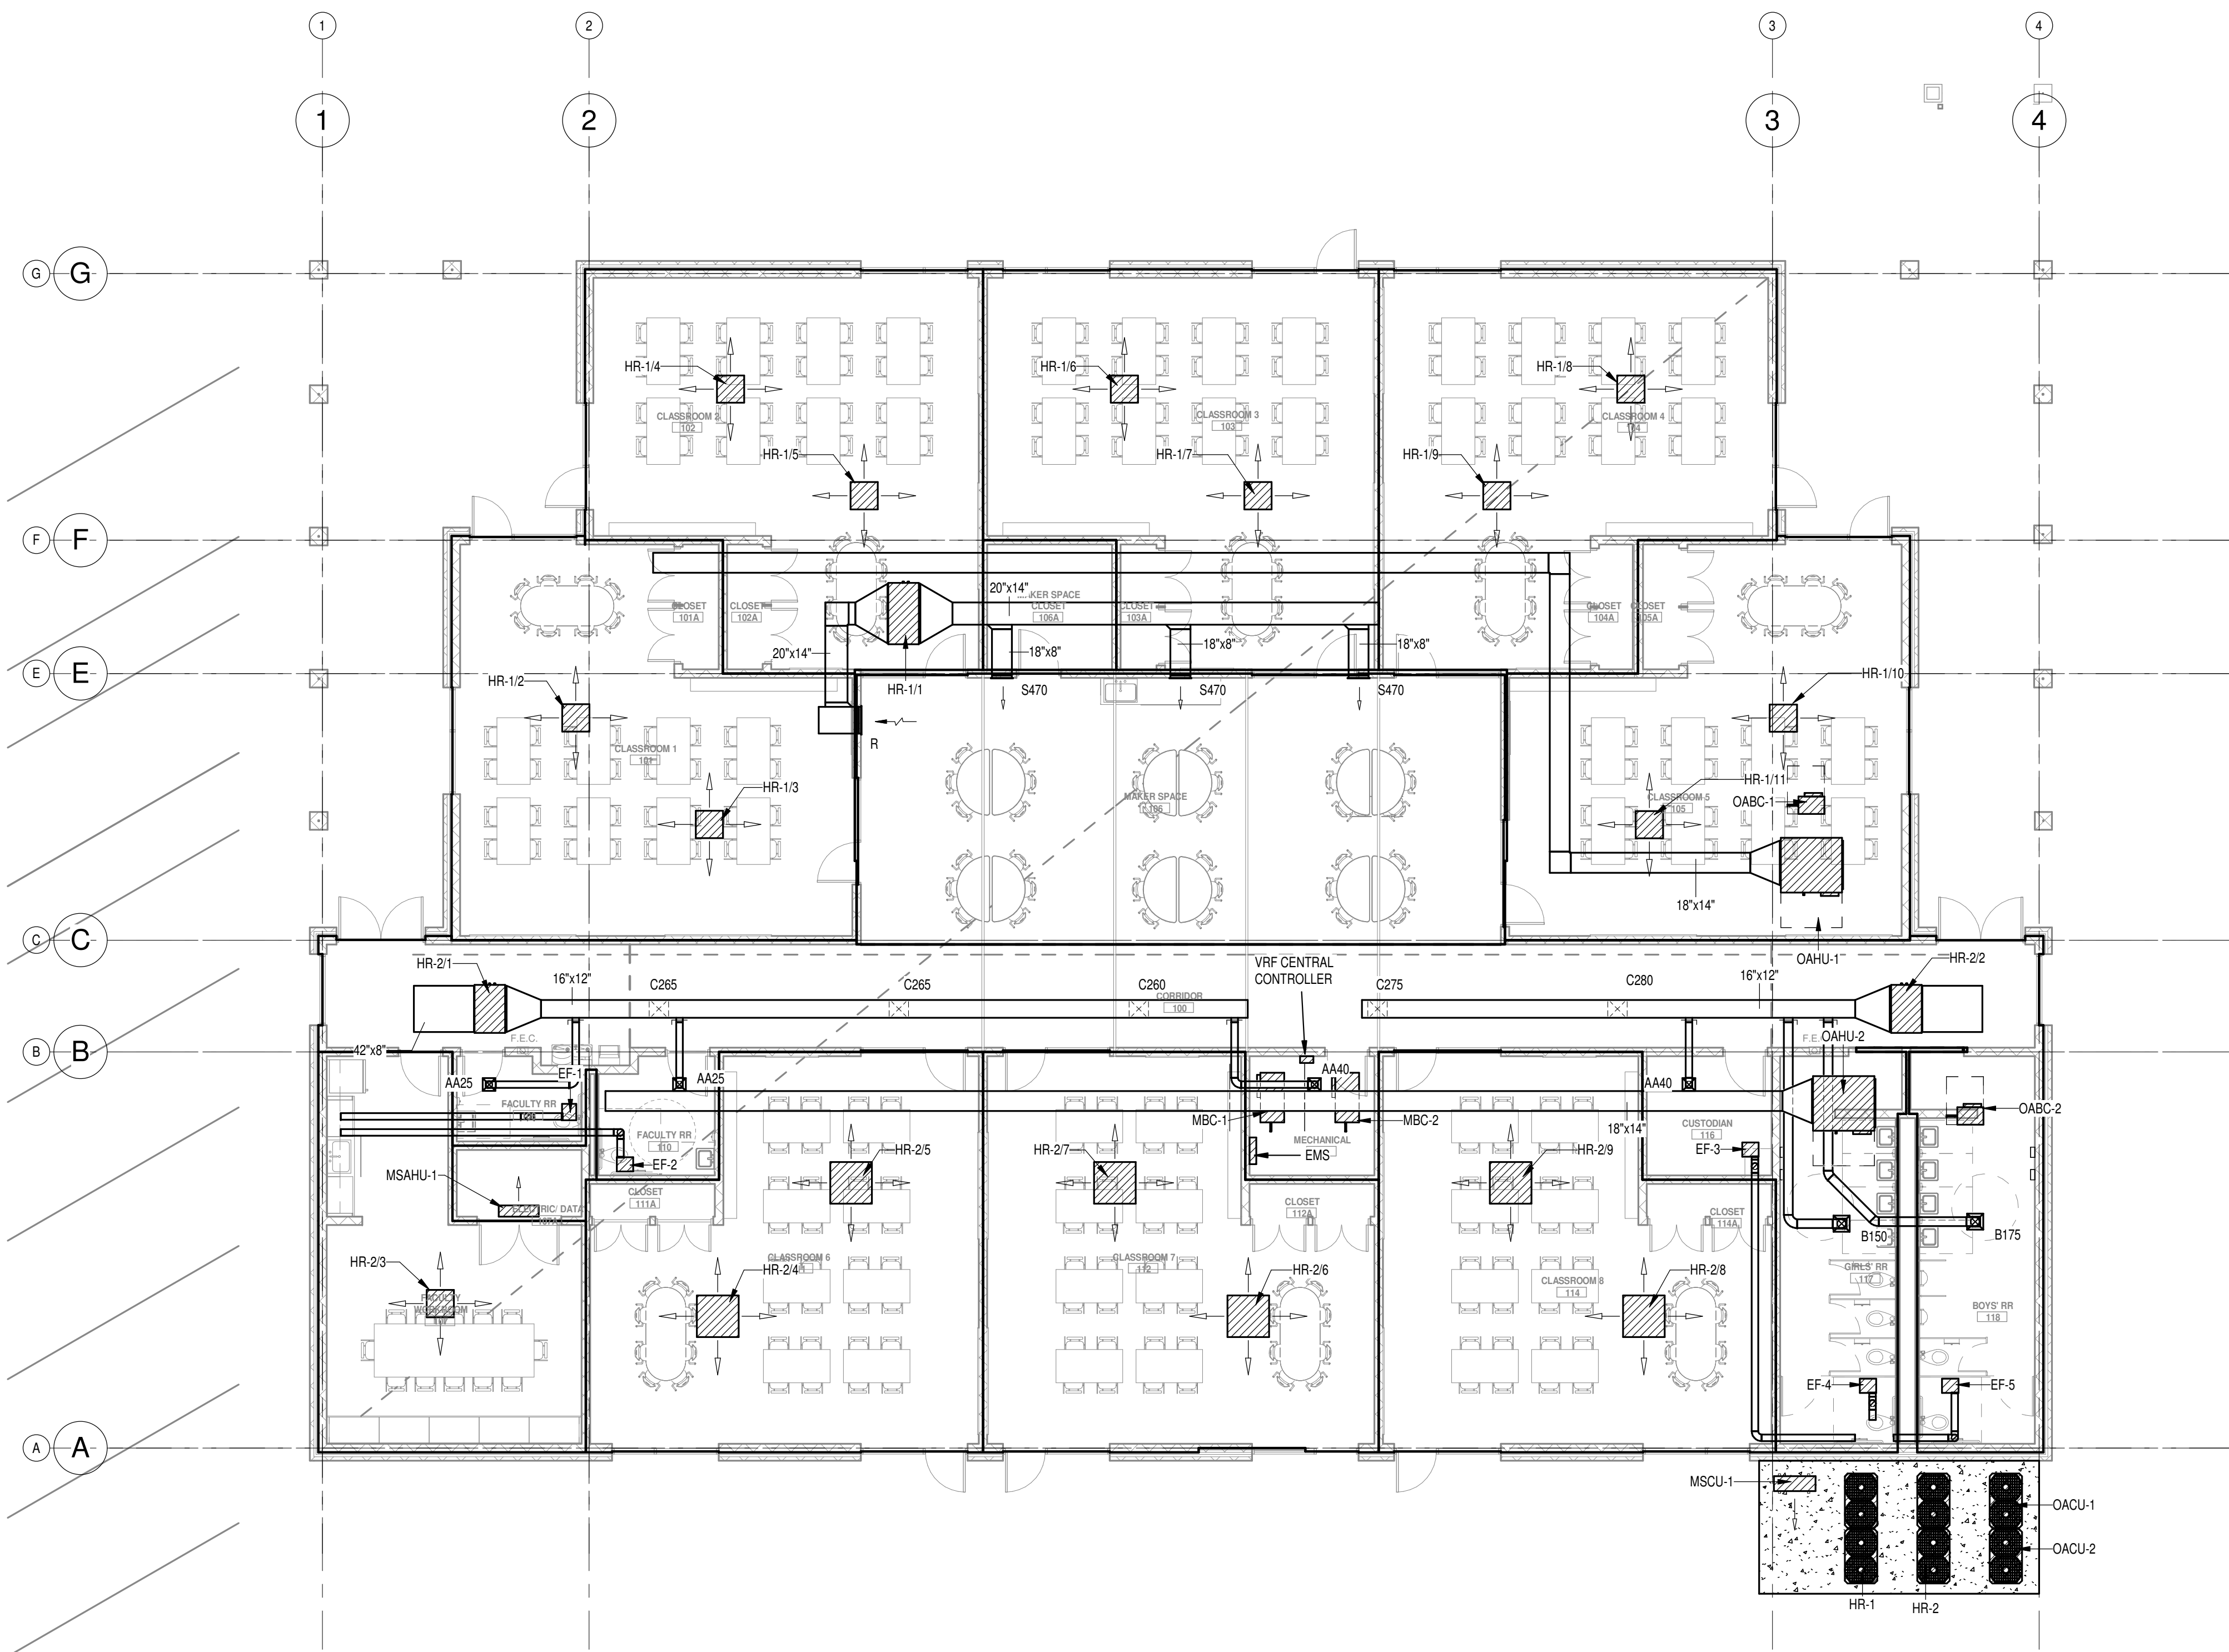 1
2
3
4
1
2
3
4
G
G
HR-1/4
HR-1/6
HR-1/8
CLASSROOM 2
102
CLASSROOM 3
103
CLASSROOM 4
104
HR-1/5
HR-1/7
HR-1/9
F
F
20"x14"
MAKER SPACE
CLOSET
101A
CLOSET
102A
CLOSET
106A
CLOSET
103A
CLOSET
104A
CLOSET
105A
20"x14"
18"x8"
18"x8"
18"x8"
E
E
HR-1/2
HR-1/1
S470
S470
S470
HR-1/10
R
CLASSROOM 1
101
HR-1/3
MAKER SPACE
106
HR-1/11
CLASSROOM 5
105
OABC-1
18"x14"
C
C
HR-2/1
VRF CENTRAL
CONTROLLER
OAHU-1
HR-2/2
16"x12"
C265
C265
C260
C275
C280
16"x12"
CORRIDOR
100
F.E.C.
OAHU-2
B
B
42"x8"
AA25
EF-1
AA25
AA40
AA40
FACULTY RR
OABC-2
MBC-1
MBC-2
18"x14"
CUSTODIAN
116
FACULTY RR
110
MECHANICAL
HR-2/5
HR-2/7
EMS
HR-2/9
EF-3
EF-2
MSAHU-1
CLOSET
111A
CLOSET
112A
CLOSET
114A
ELECTRIC/ DATA
B150
B175
HR-2/3
CLASSROOM 6
HR-2/4
CLASSROOM 7
112
HR-2/6
CLASSROOM 8
114
HR-2/8
GIRLS' RR
117
FACULTY
WORKROOM
BOYS' RR
118
EF-4
EF-5
A
A
MSCU-1
OACU-1
OACU-2
HR-1
HR-2